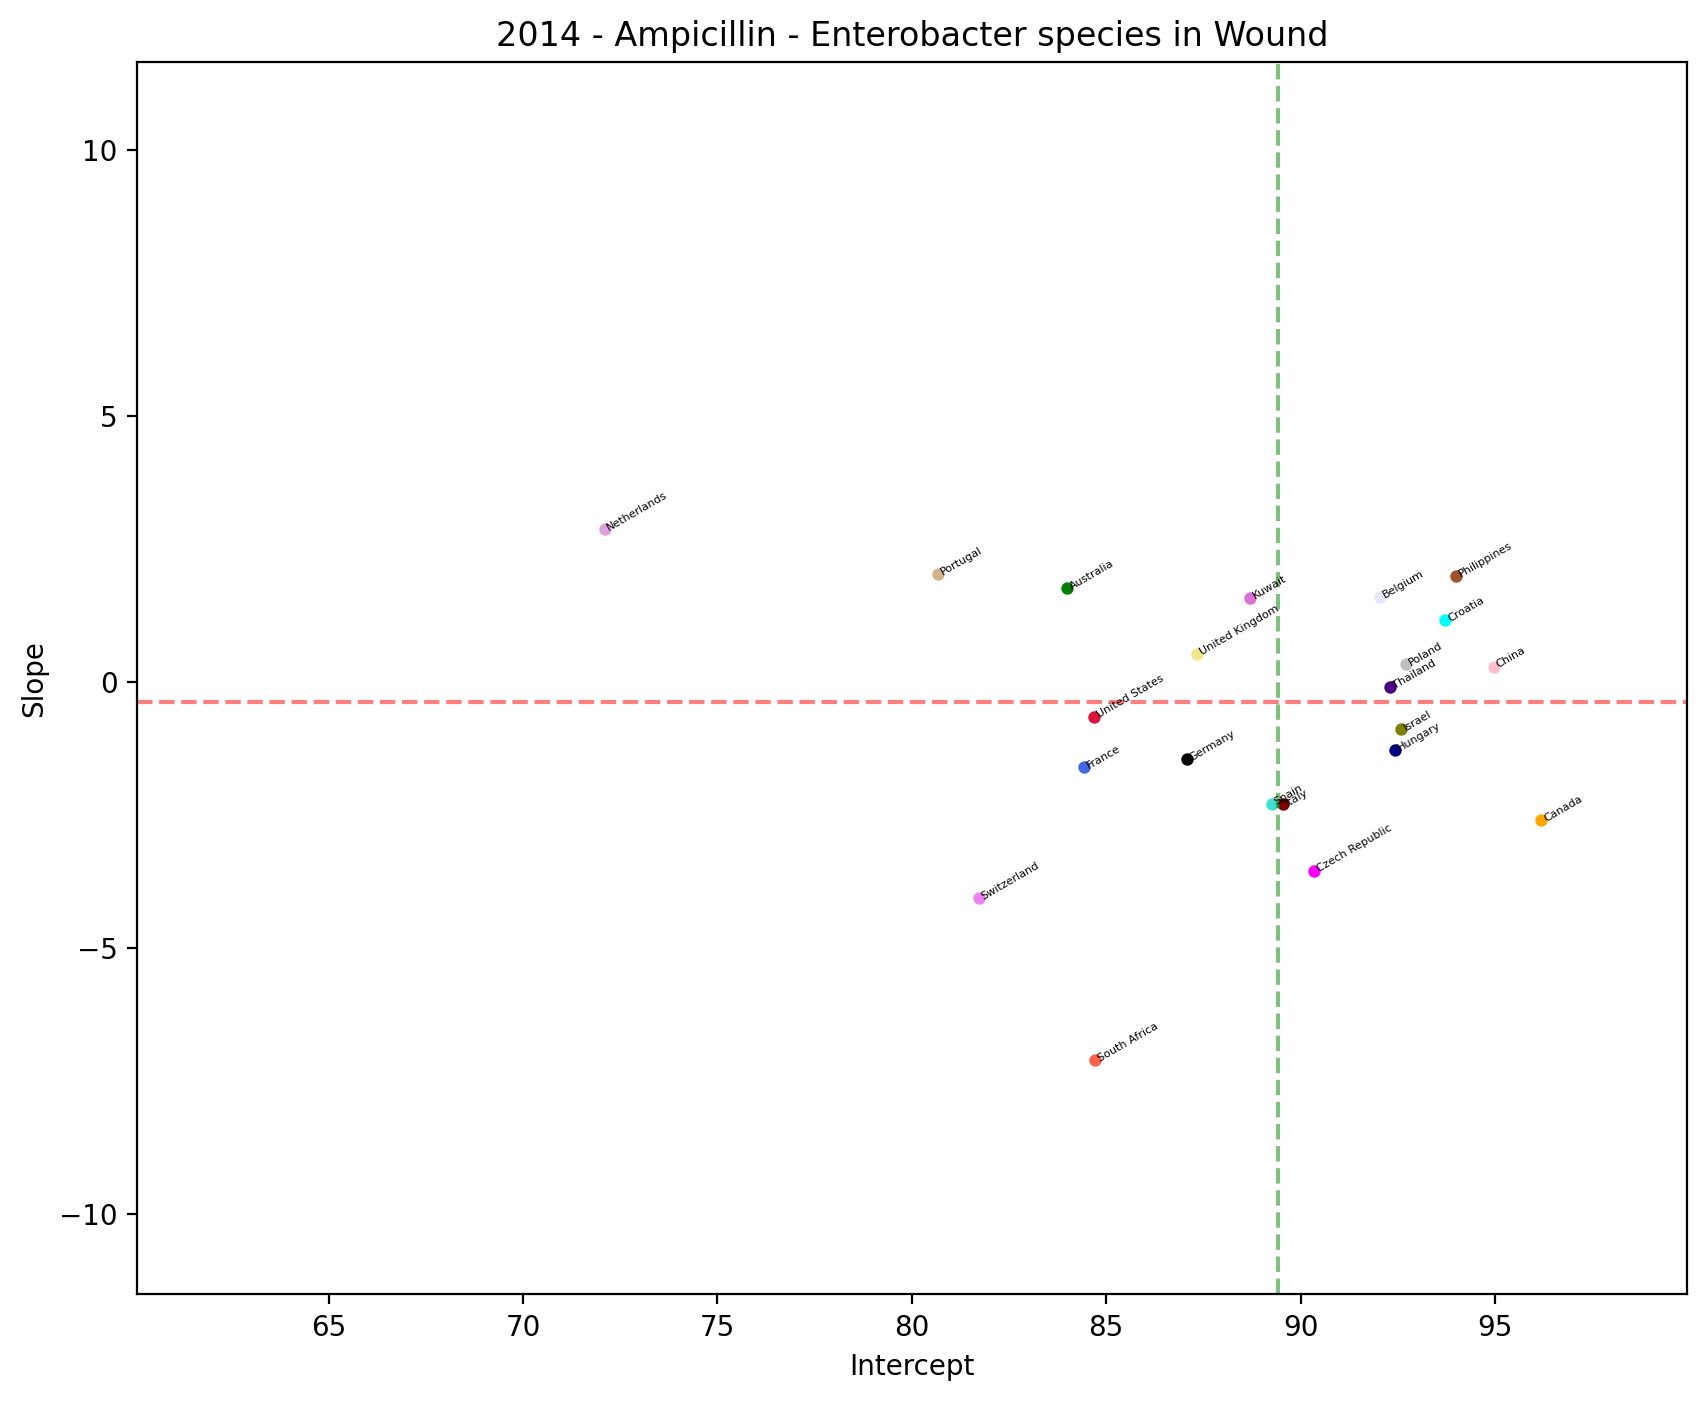 2014 - Ampicillin - Enterobacter species in Wound
10
5
0
−5
−10
Slope
Netherlands
Portugal
Australia
Kuwait
United Kingdom
Belgium
Philippines
Croatia
Poland
China
Thailand
United States
Israel
Hungary
France
Germany
Spain
Italy
Canada
Czech Republic
Switzerland
South Africa
65
70
75
80
85
90
95
Intercept